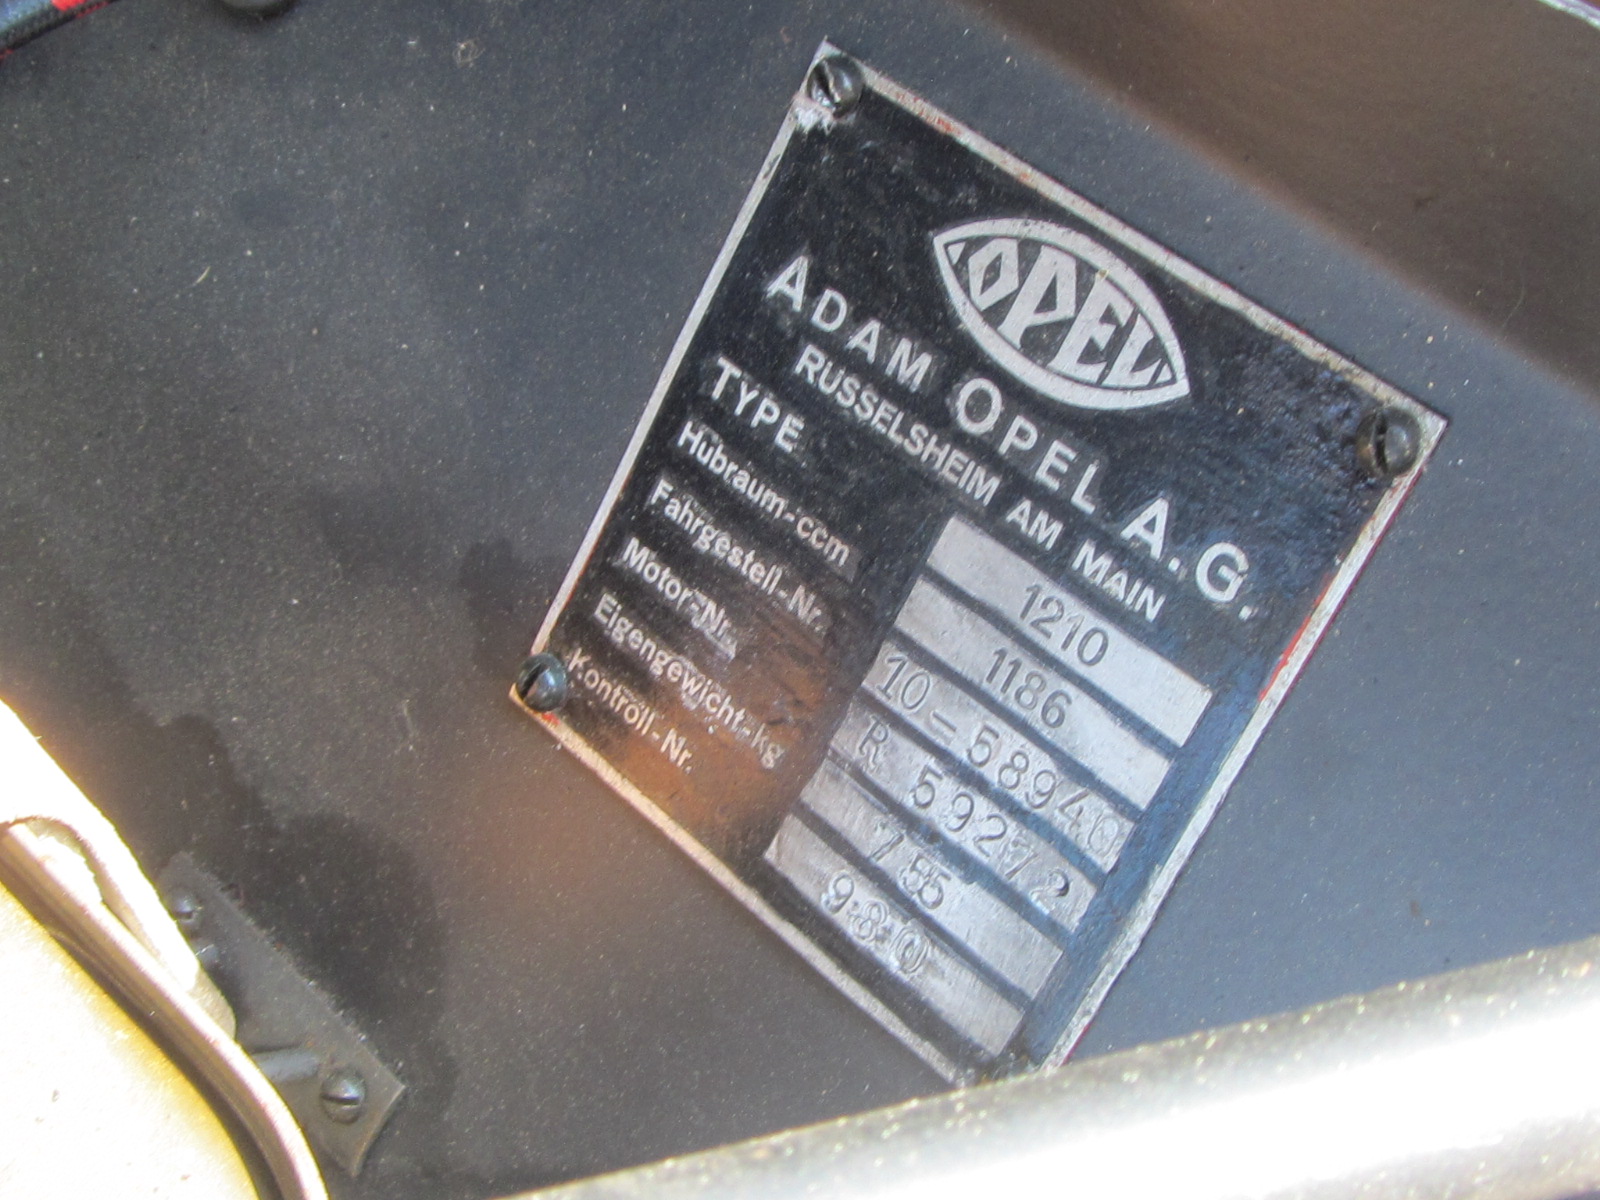 OPEL
ADAM OPEL A.G.
RUSSELSHEIM AM MAIN
TYPE 1210
Hubraum-ccm 1186
Fahrgestell-Nr. 10-58940
Motor-Nr. R 59272
Eigengewicht-kg 755
Kontroll-Nr. 980